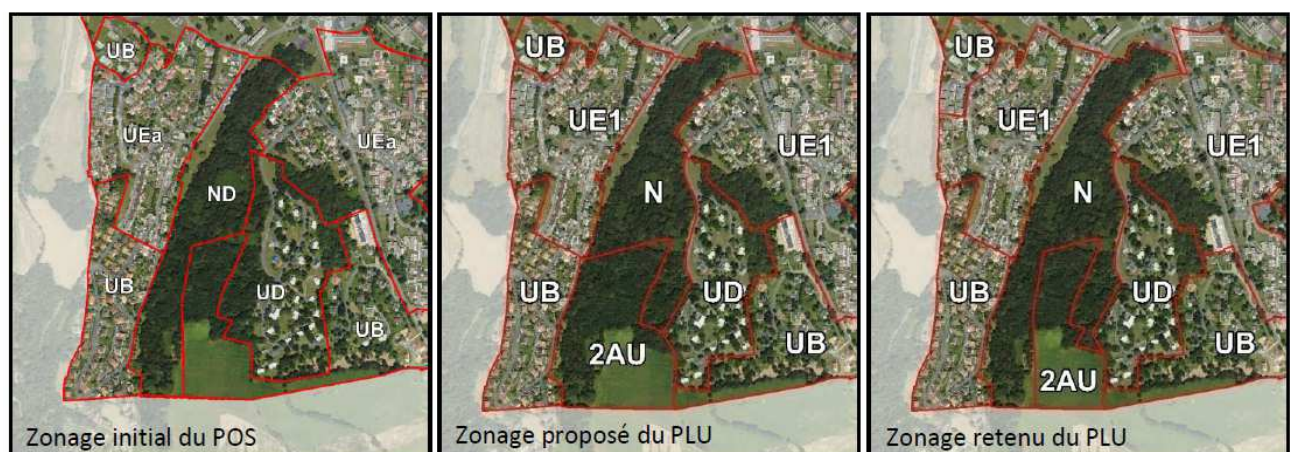 UB
UEa
UEa
ND
UB
UD
UB
Zonage initial du POS
UB
UE1
UE1
N
UB
UD
UB
2AU
Zonage proposé du PLU
UB
UE1
UE1
N
UB
UD
UB
2AU
Zonage retenu du PLU